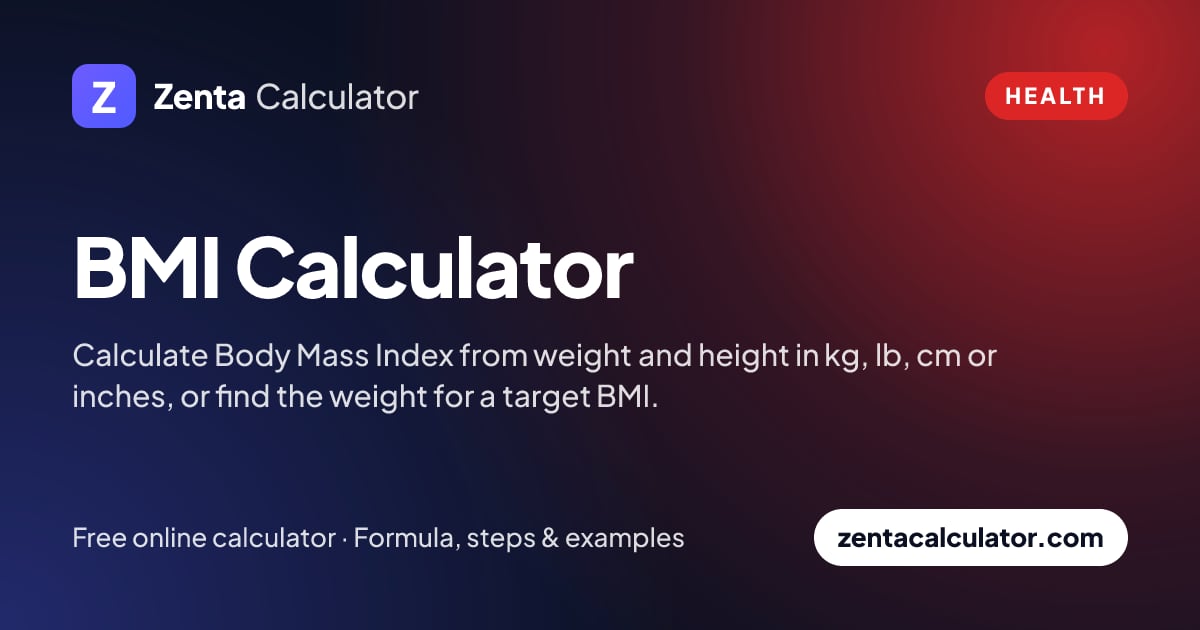 Z
Zenta Calculator
HEALTH
BMI Calculator
Calculate Body Mass Index from weight and height in kg, lb, cm or
inches, or find the weight for a target BMI.
Free online calculator · Formula, steps & examples
zentacalculator.com